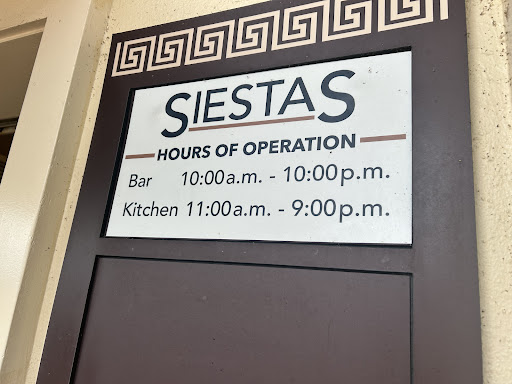 SIESTAS
HOURS OF OPERATION
Bar 10:00a.m. - 10:00p.m.
Kitchen 11:00a.m. - 9:00p.m.